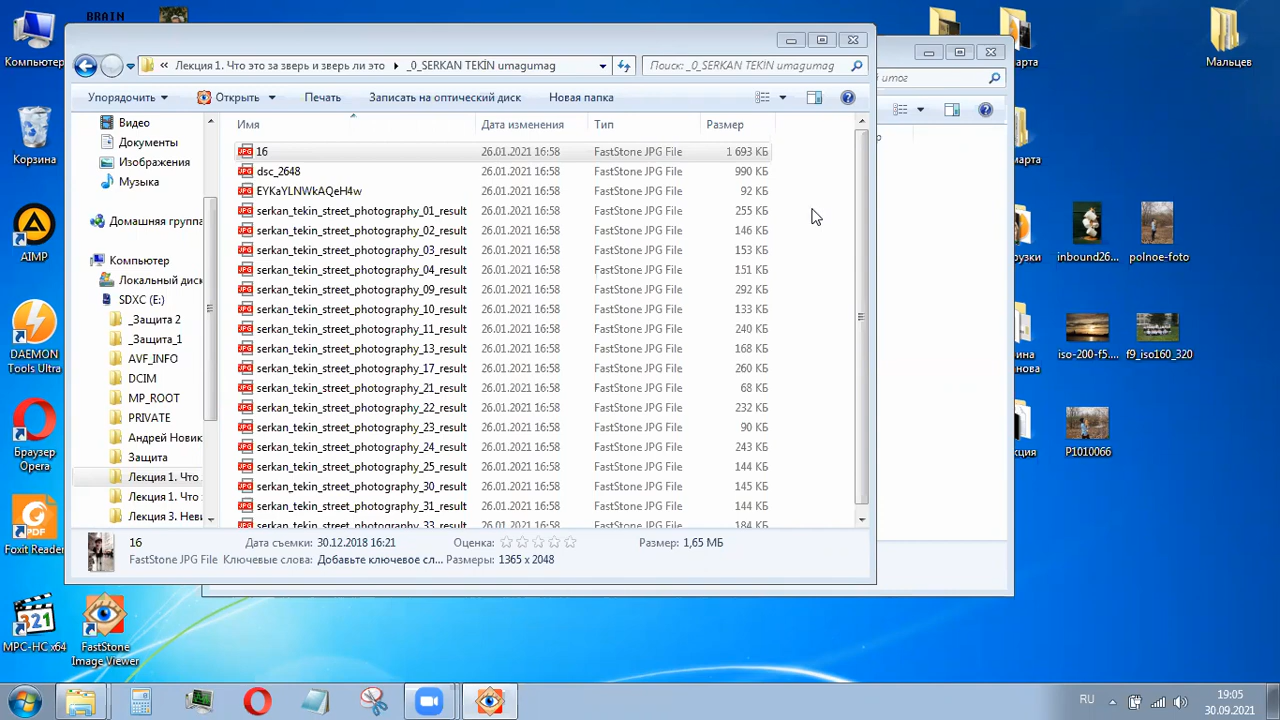 BRAIN
Компьютер
Корзина
AIMP
DAEMON
Tools Ultra
Браузер
Opera
Foxit Reader
MPC-HC x64
FastStone
Image Viewer
« Лекция 1. Что это за зверь и зверь ли это ▸ _0_SERKAN TEKİN umagumag
Поиск: _0_SERKAN TEKİN umagumag
Упорядочить
Открыть
Печать
Записать на оптический диск
Новая папка
Видео
Документы
Изображения
Музыка
Домашняя группа
Компьютер
Локальный диск
SDXC (E:)
_Защита 2
_Защита_1
AVF_INFO
DCIM
MP_ROOT
PRIVATE
Андрей Новик
Защита
Лекция 1. Что
Лекция 1. Что
Лекция 3. Неви
Имя Дата изменения Тип Размер
16 26.01.2021 16:58 FastStone JPG File 1 693 КБ
dsc_2648 26.01.2021 16:58 FastStone JPG File 990 КБ
EYKaYLNWkAQeH4w 26.01.2021 16:58 FastStone JPG File 92 КБ
serkan_tekin_street_photography_01_result 26.01.2021 16:58 FastStone JPG File 255 КБ
serkan_tekin_street_photography_02_result 26.01.2021 16:58 FastStone JPG File 146 КБ
serkan_tekin_street_photography_03_result 26.01.2021 16:58 FastStone JPG File 153 КБ
serkan_tekin_street_photography_04_result 26.01.2021 16:58 FastStone JPG File 151 КБ
serkan_tekin_street_photography_09_result 26.01.2021 16:58 FastStone JPG File 292 КБ
serkan_tekin_street_photography_10_result 26.01.2021 16:58 FastStone JPG File 133 КБ
serkan_tekin_street_photography_11_result 26.01.2021 16:58 FastStone JPG File 240 КБ
serkan_tekin_street_photography_13_result 26.01.2021 16:58 FastStone JPG File 168 КБ
serkan_tekin_street_photography_17_result 26.01.2021 16:58 FastStone JPG File 260 КБ
serkan_tekin_street_photography_21_result 26.01.2021 16:58 FastStone JPG File 68 КБ
serkan_tekin_street_photography_22_result 26.01.2021 16:58 FastStone JPG File 232 КБ
serkan_tekin_street_photography_23_result 26.01.2021 16:58 FastStone JPG File 90 КБ
serkan_tekin_street_photography_24_result 26.01.2021 16:58 FastStone JPG File 243 КБ
serkan_tekin_street_photography_25_result 26.01.2021 16:58 FastStone JPG File 144 КБ
serkan_tekin_street_photography_30_result 26.01.2021 16:58 FastStone JPG File 145 КБ
serkan_tekin_street_photography_31_result 26.01.2021 16:58 FastStone JPG File 144 КБ
serkan_tekin_street_photography_33_result 26.01.2021 16:58 FastStone JPG File 184 КБ
16 Дата съемки: 30.12.2018 16:21 Оценка: Размер: 1,65 МБ
FastStone JPG File Ключевые слова: Добавьте ключевое сл... Размеры: 1365 x 2048
й итог
арта
Мальцев
марта
рузки
inbound26...
polnoe-foto
рина
анова
iso-200-f5....
f9_iso160_320
кция
P1010066
RU
19:05
30.09.2021